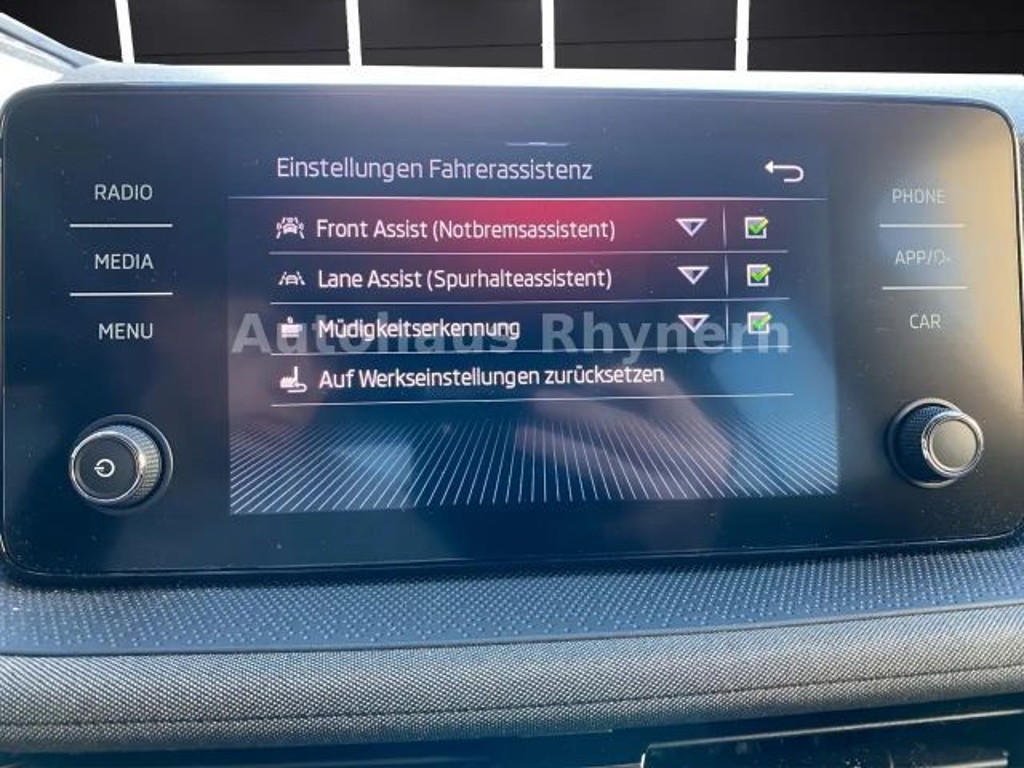 Einstellungen Fahrerassistenz
RADIO
PHONE
Front Assist (Notbremsassistent)
MEDIA
APP/
Lane Assist (Spurhalteassistent)
MENU
CAR
Müdigkeitserkennung
Autohaus Rhynern
Auf Werkseinstellungen zurücksetzen